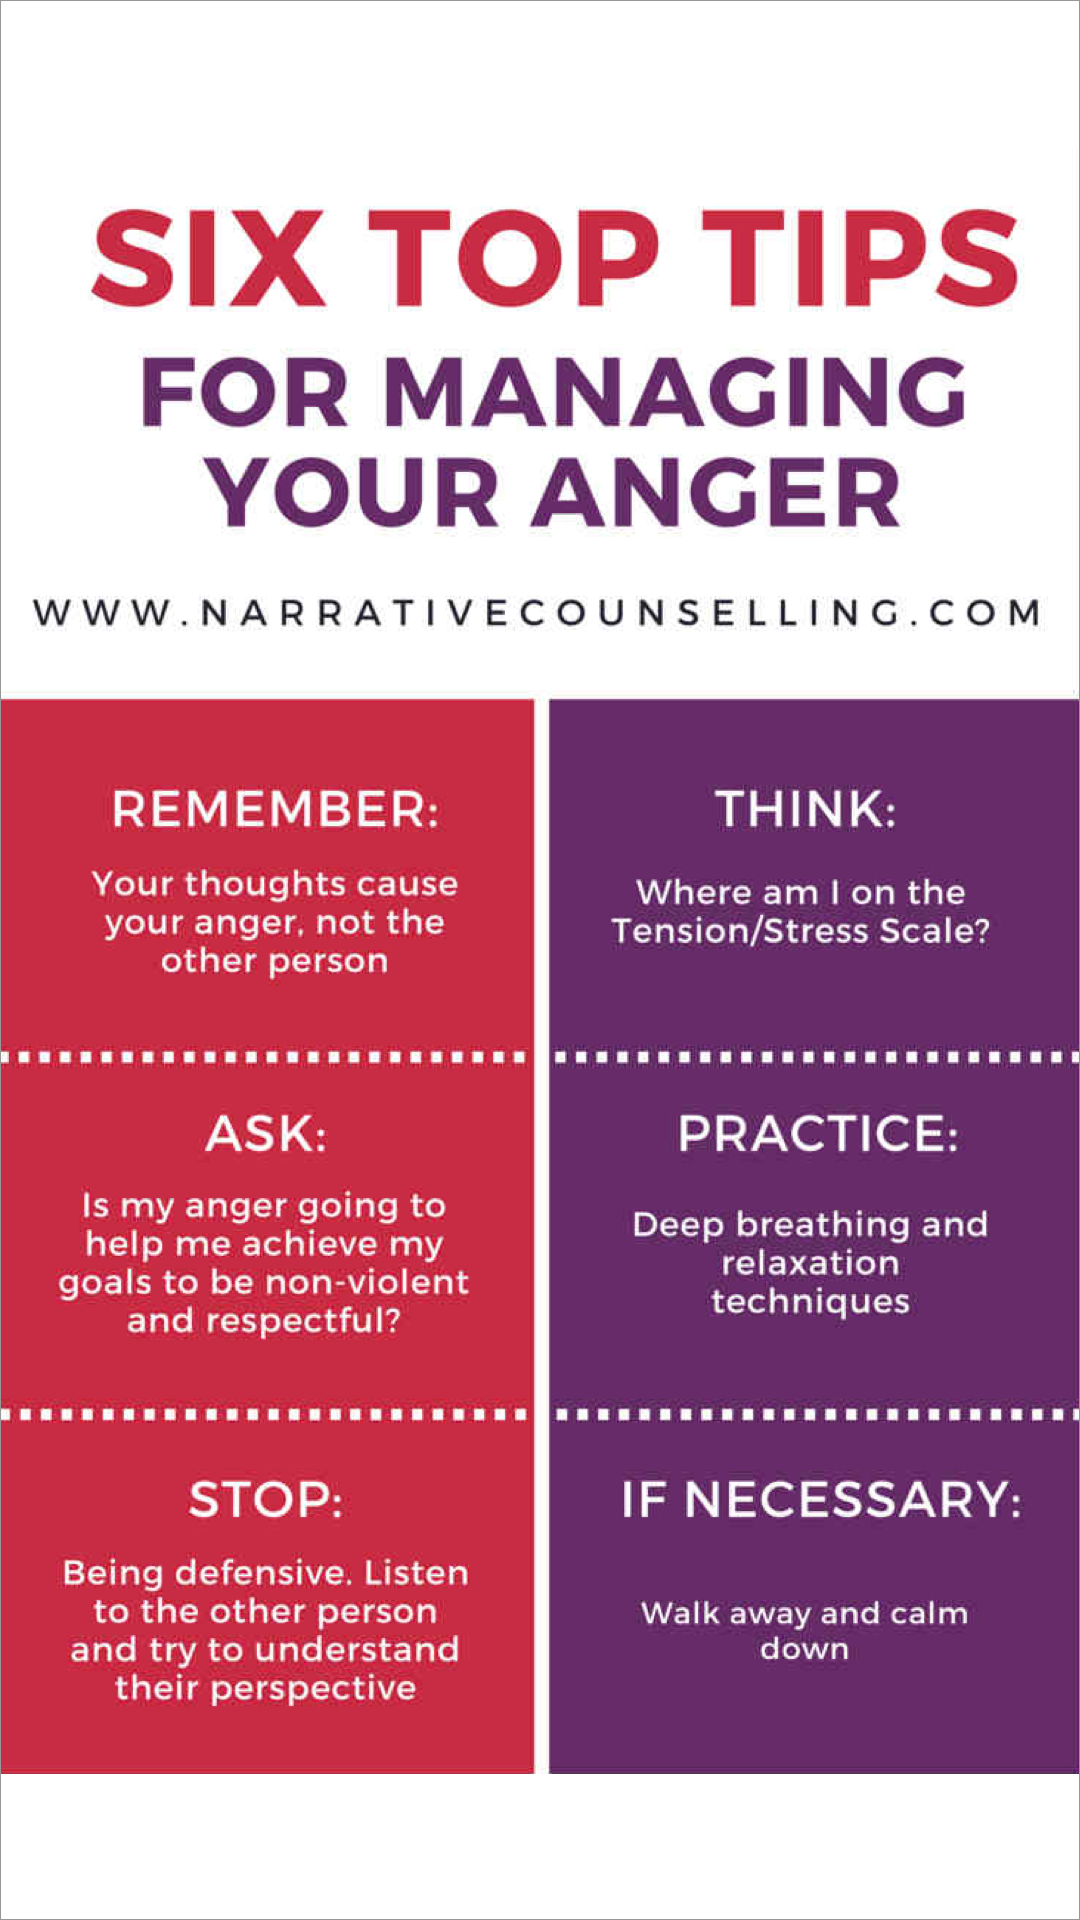 SIX TOP TIPS
FOR MANAGING
YOUR ANGER
WWW.NARRATIVECOUNSELLING.COM
REMEMBER:
Your thoughts cause
your anger, not the
other person
THINK:
Where am I on the
Tension/Stress Scale?
ASK:
Is my anger going to
help me achieve my
goals to be non-violent
and respectful?
PRACTICE:
Deep breathing and
relaxation
techniques
STOP:
Being defensive. Listen
to the other person
and try to understand
their perspective
IF NECESSARY:
Walk away and calm
down